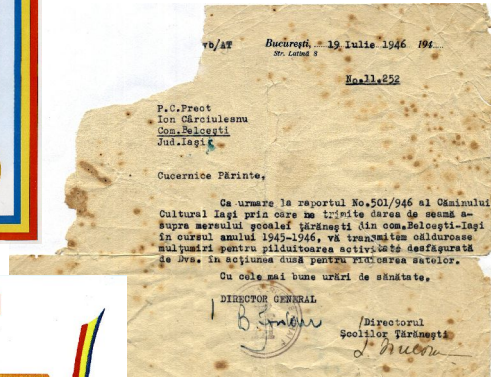 vb/AT București, 19 Iulie 1946 194
Str. Latină 8
No.11.252
P.C.Preot
Ion Cârciuleanu
Com.Belcești
Jud.Iași
Cucernice Părinte,
Ca urmare la raportul No.501/946 al Căminului
Cultural Iași prin care ne trimite darea de seamă a-
supra mersului școalei țărănești din com.Belcești-Iași
în cursul anului 1945-1946, vă transmitem călduroase
mulțumiri pentru pilduitoarea activitate desfășurată
de Dvs. în acțiunea dusă pentru ridicarea satelor.
Cu cele mai bune urări de sănătate.
DIRECTOR GENERAL
Directorul
Școlilor Țărănești